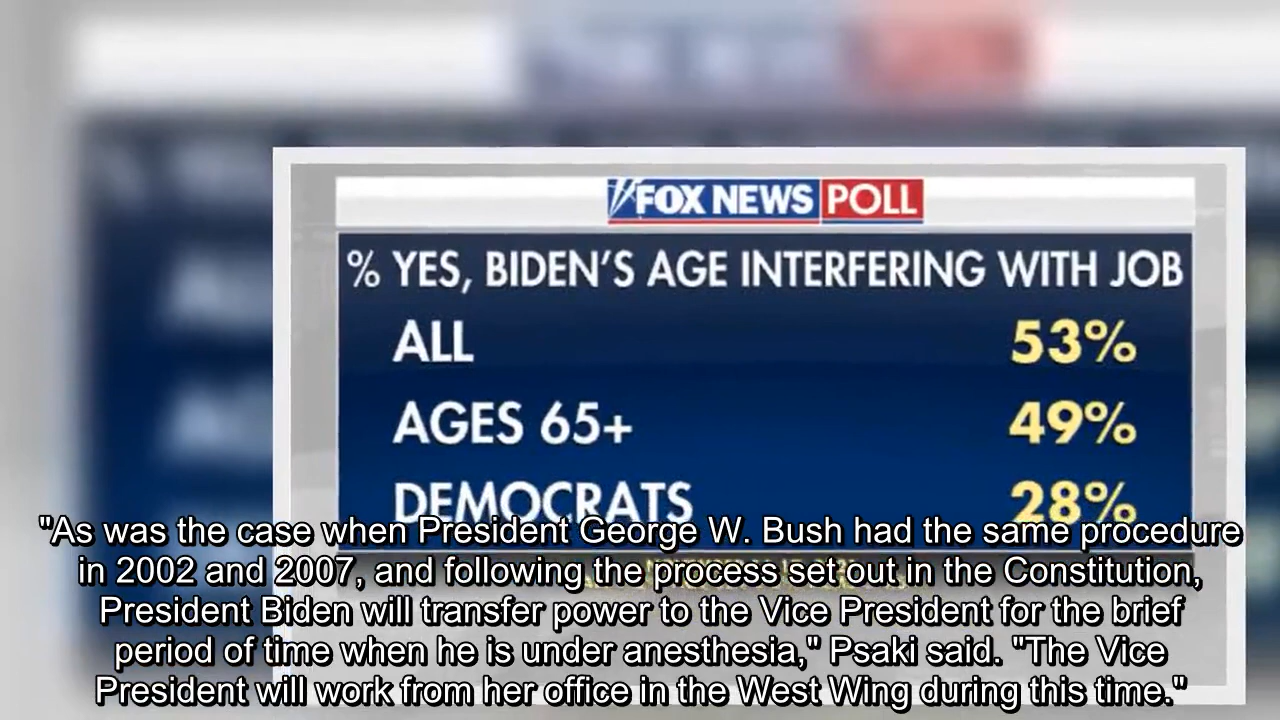 FOX NEWS POLL
% YES, BIDEN'S AGE INTERFERING WITH JOB
ALL 53%
AGES 65+ 49%
DEMOCRATS 28%
"As was the case when President George W. Bush had the same procedure
in 2002 and 2007, and following the process set out in the Constitution,
President Biden will transfer power to the Vice President for the brief
period of time when he is under anesthesia," Psaki said. "The Vice
President will work from her office in the West Wing during this time."